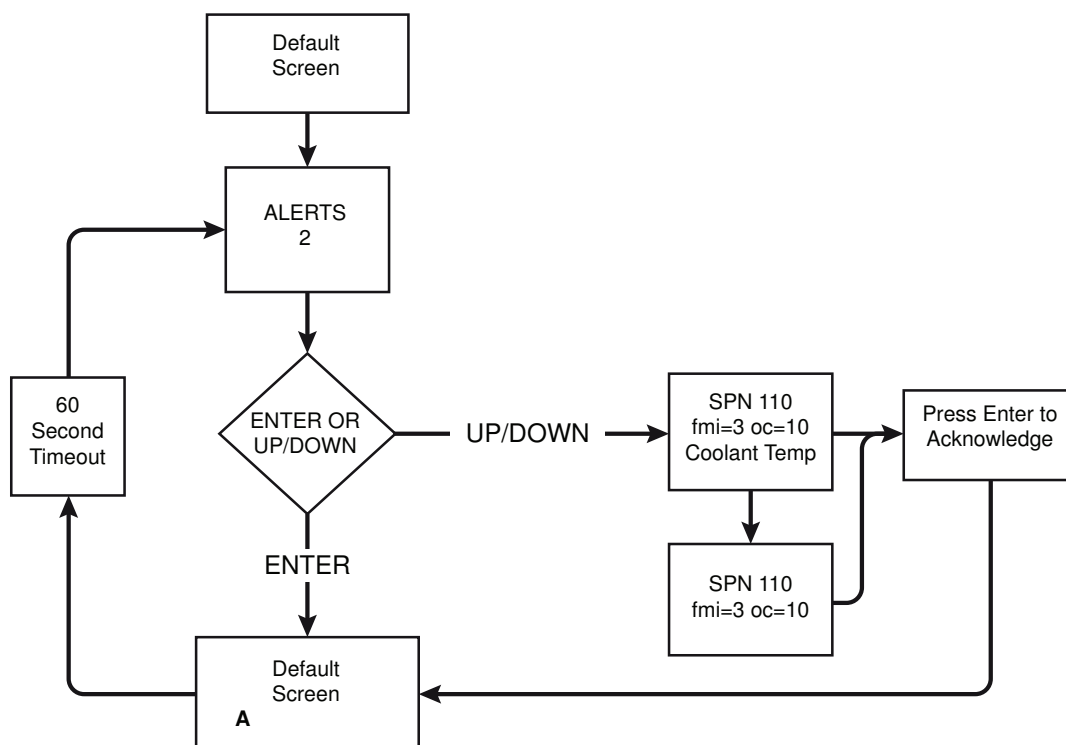 Default
Screen
ALERTS
2
60
Second
Timeout
ENTER OR
UP/DOWN
UP/DOWN
SPN 110
fmi=3 oc=10
Coolant Temp
Press Enter to
Acknowledge
SPN 110
fmi=3 oc=10
ENTER
Default
Screen
A